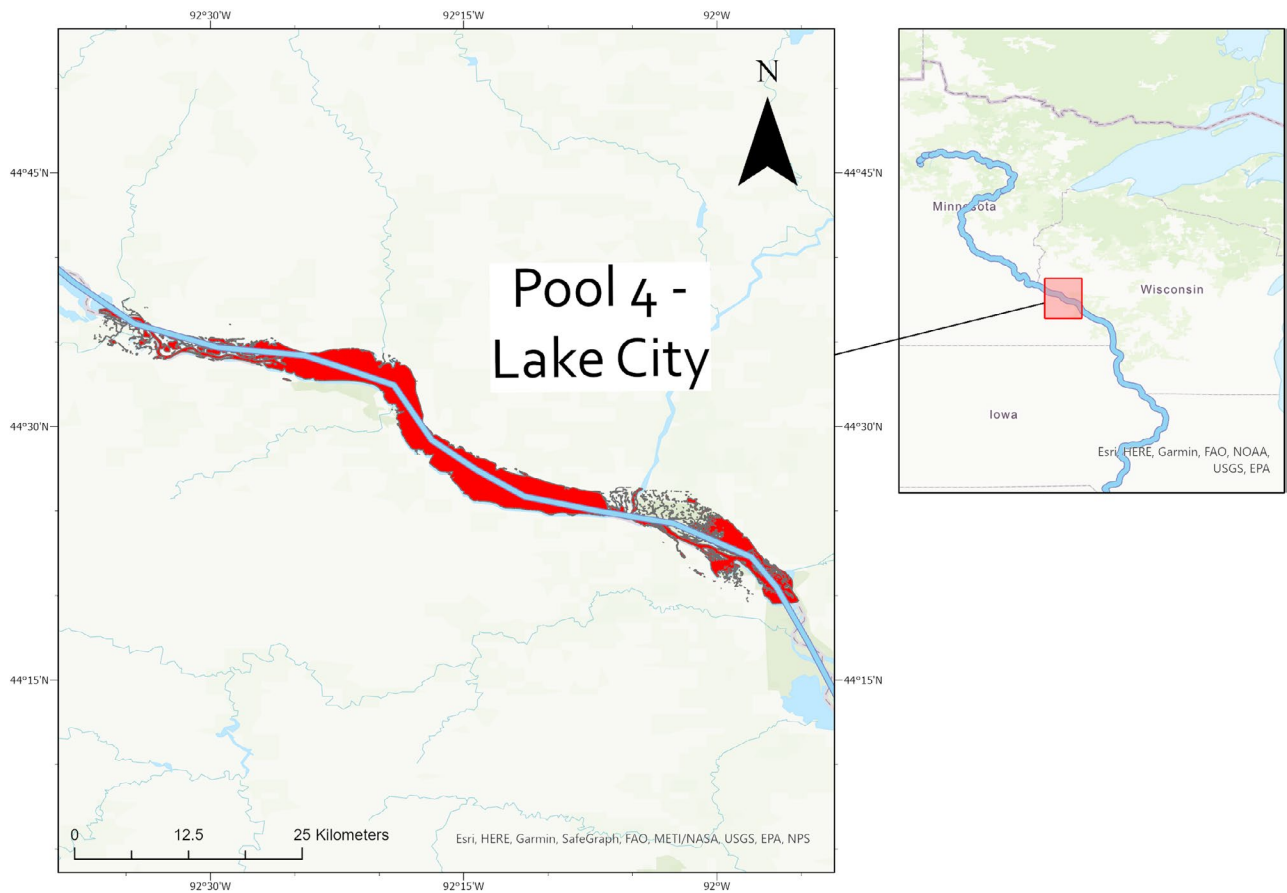 92°30'W 92°15'W 92°W
N
44°45'N 44°45'N
Pool 4 -
Lake City
44°30'N 44°30'N
44°15'N 44°15'N
0 12.5 25 Kilometers
Esri, HERE, Garmin, SafeGraph, FAO, METI/NASA, USGS, EPA, NPS
92°30'W 92°15'W 92°W
Minnesota
Wisconsin
Iowa
Esri, HERE, Garmin, FAO, NOAA,
USGS, EPA